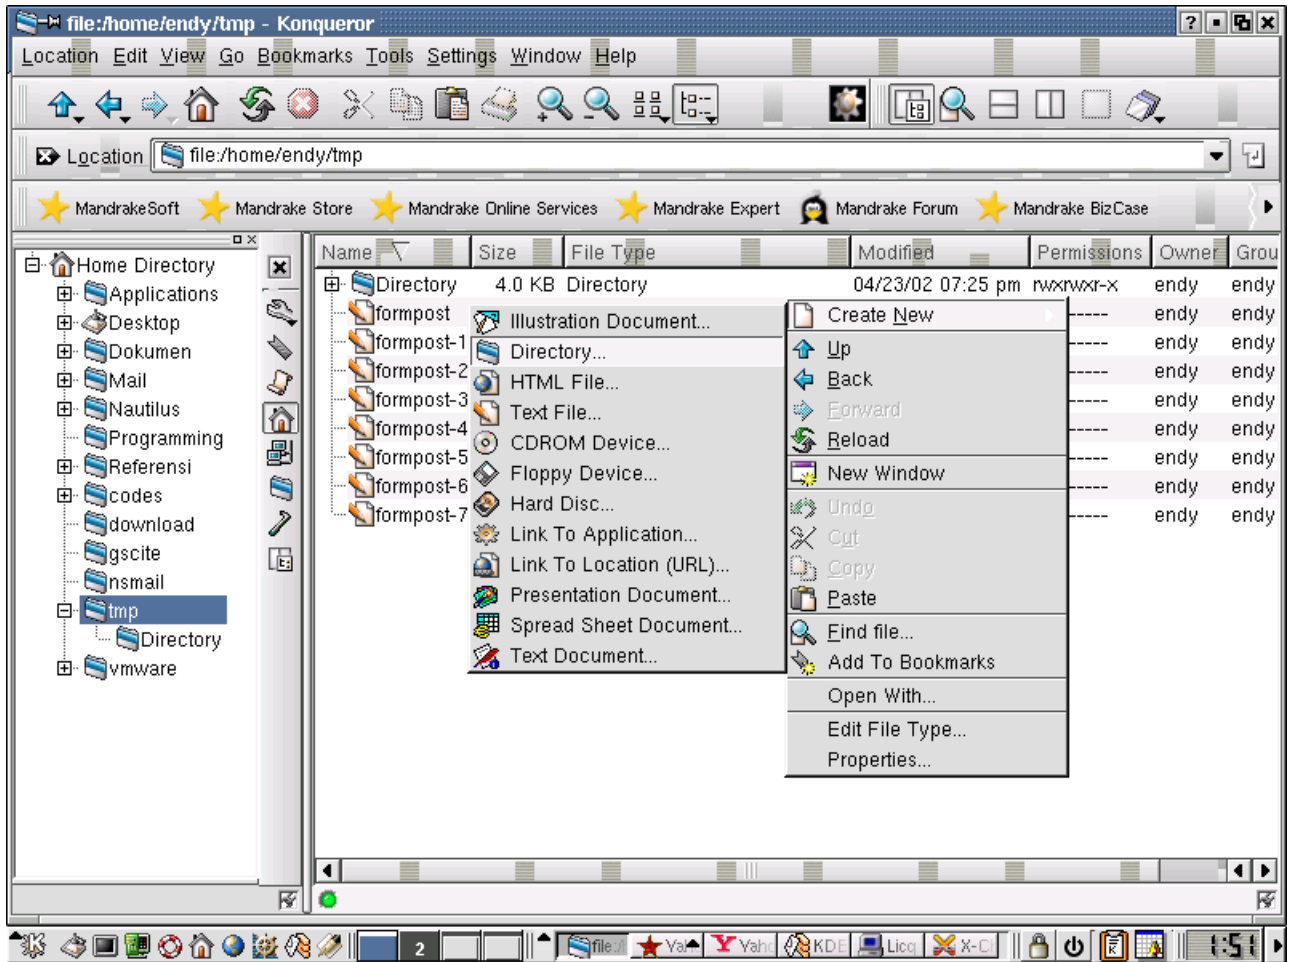 file:/home/endy/tmp - Konqueror
Location Edit View Go Bookmarks Tools Settings Window Help
Location file:/home/endy/tmp
MandrakeSoft Mandrake Store Mandrake Online Services Mandrake Expert Mandrake Forum Mandrake BizCase
Home Directory
Applications
Desktop
Dokumen
Mail
Nautilus
Programming
Referensi
codes
download
gscite
nsmail
tmp
Directory
vmware
Name Size File Type Modified Permissions Owner Grou
Directory 4.0 KB Directory 04/23/02 07:25 pm rwxrwxr-x endy endy
formpost ----- endy endy
formpost-1 ----- endy endy
formpost-2 ----- endy endy
formpost-3 ----- endy endy
formpost-4 ----- endy endy
formpost-5 ----- endy endy
formpost-6 ----- endy endy
formpost-7 ----- endy endy
Illustration Document...
Directory...
HTML File...
Text File...
CDROM Device...
Floppy Device...
Hard Disc...
Link To Application...
Link To Location (URL)...
Presentation Document...
Spread Sheet Document...
Text Document...
Create New
Up
Back
Forward
Reload
New Window
Undo
Cut
Copy
Paste
Find file...
Add To Bookmarks
Open With...
Edit File Type...
Properties...
2 file:/ Yah Yaho KDE Licq X-C 1:51